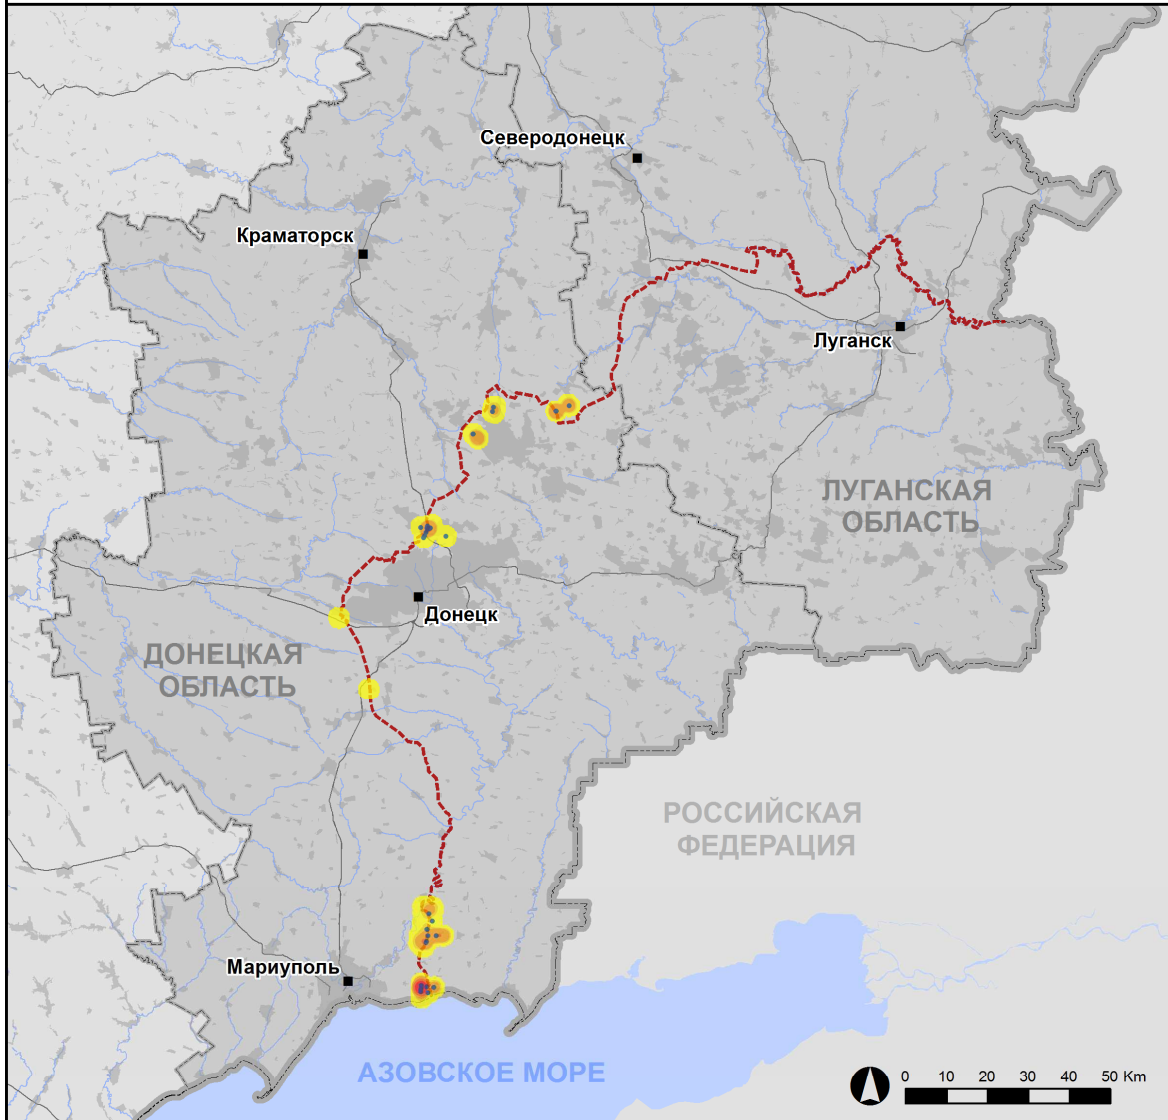 Северодонецк
Краматорск
Луганск
ЛУГАНСКАЯ
ОБЛАСТЬ
Донецк
ДОНЕЦКАЯ
ОБЛАСТЬ
РОССИЙСКАЯ
ФЕДЕРАЦИЯ
Мариуполь
АЗОВСКОЕ МОРЕ
0 10 20 30 40 50 Км